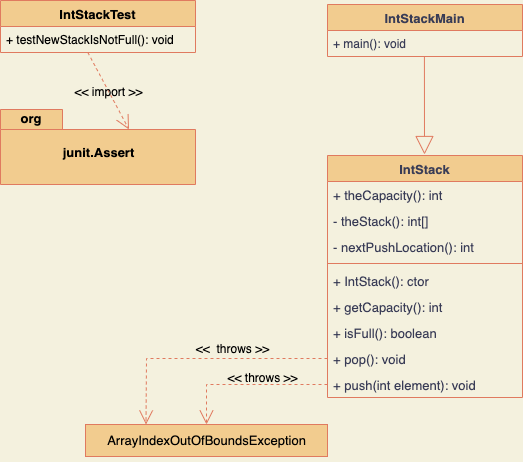 IntStackTest
+ testNewStackIsNotFull(): void
<< import >>
org
junit.Assert
IntStackMain
+ main(): void
IntStack
+ theCapacity(): int
- theStack(): int[]
- nextPushLocation(): int
+ IntStack(): ctor
+ getCapacity(): int
+ isFull(): boolean
+ pop(): void
+ push(int element): void
<< throws >>
<< throws >>
ArrayIndexOutOfBoundsException